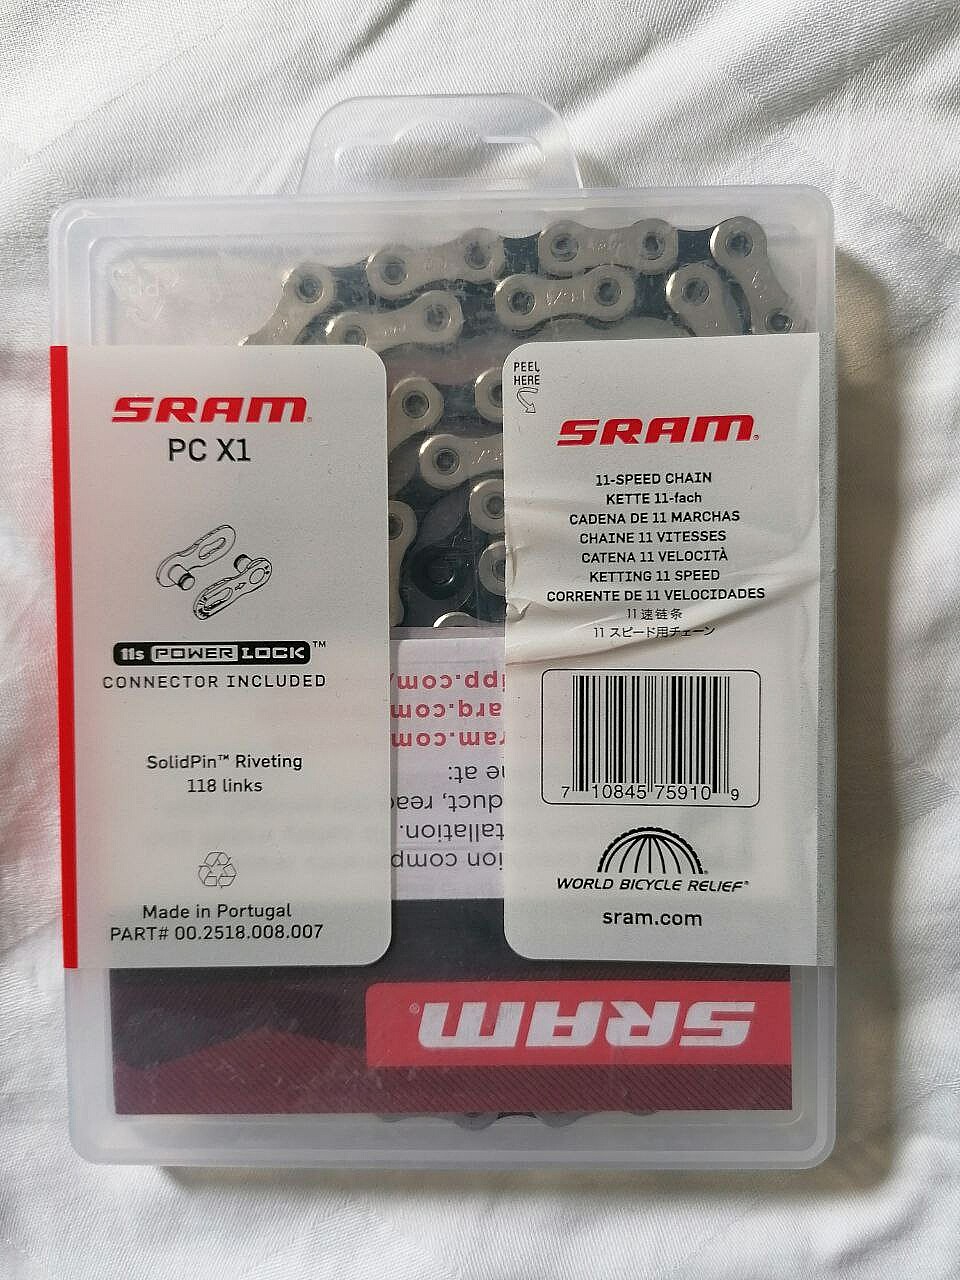 SRAM
PC X1
11s POWER LOCK™
CONNECTOR INCLUDED
SolidPin™ Riveting
118 links
Made in Portugal
PART# 00.2518.008.007
PEEL
HERE
SRAM
11-SPEED CHAIN
KETTE 11-fach
CADENA DE 11 MARCHAS
CHAINE 11 VITESSES
CATENA 11 VELOCITÀ
KETTING 11 SPEED
CORRENTE DE 11 VELOCIDADES
11 速链条
11 スピード用チェーン
7 10845 75910 9
WORLD BICYCLE RELIEF®
sram.com
SRAM®